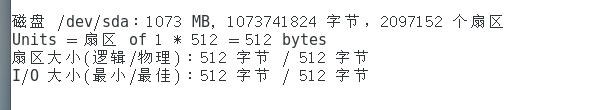 磁盘 /dev/sda：1073 MB, 1073741824 字节，2097152 个扇区
Units = 扇区 of 1 * 512 = 512 bytes
扇区大小(逻辑/物理)：512 字节 / 512 字节
I/O 大小(最小/最佳)：512 字节 / 512 字节